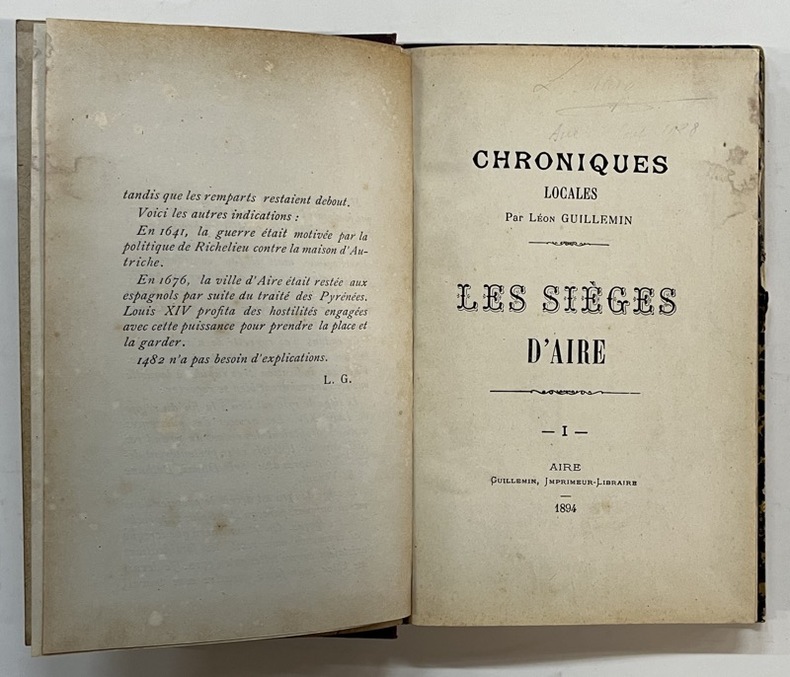 tandis que les remparts restaient debout.
Voici les autres indications :
En 1641, la guerre était motivée par la
politique de Richelieu contre la maison d'Au-
triche.
En 1676, la ville d'Aire était restée aux
espagnols par suite du traité des Pyrénées.
Louis XIV profita des hostilités engagées
avec cette puissance pour prendre la place et
la garder.
1482 n'a pas besoin d'explications.
L. G.
CHRONIQUES
LOCALES
Par Léon GUILLEMIN
LES SIÈGES
D'AIRE
— I —
AIRE
Guillemin, Imprimeur-Libraire
1894